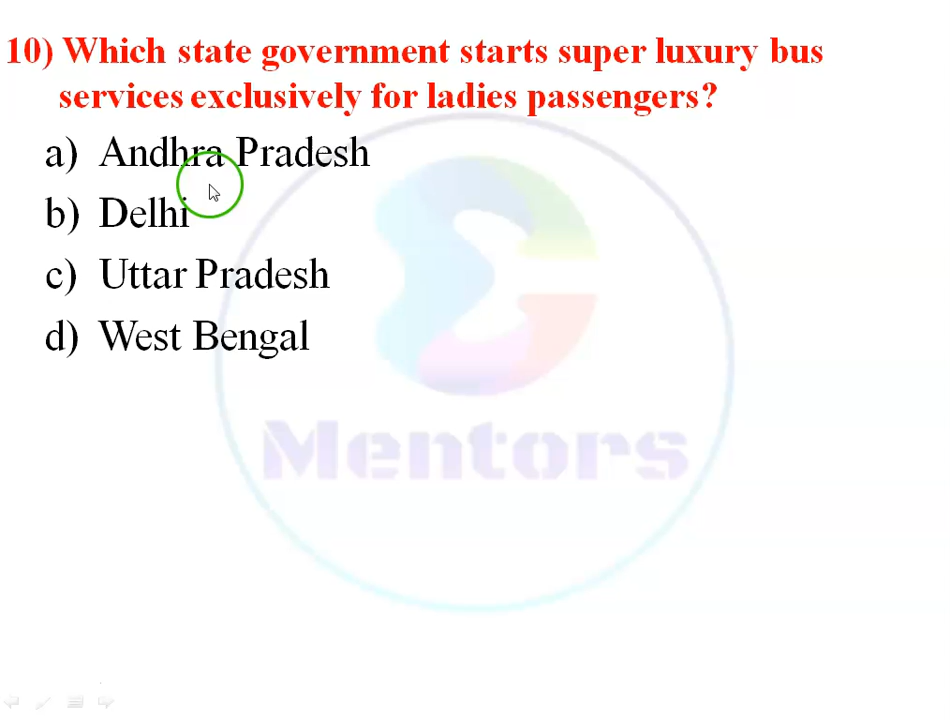 10) Which state government starts super luxury bus
services exclusively for ladies passengers?
a) Andhra Pradesh
b) Delhi
c) Uttar Pradesh
d) West Bengal
Mentors